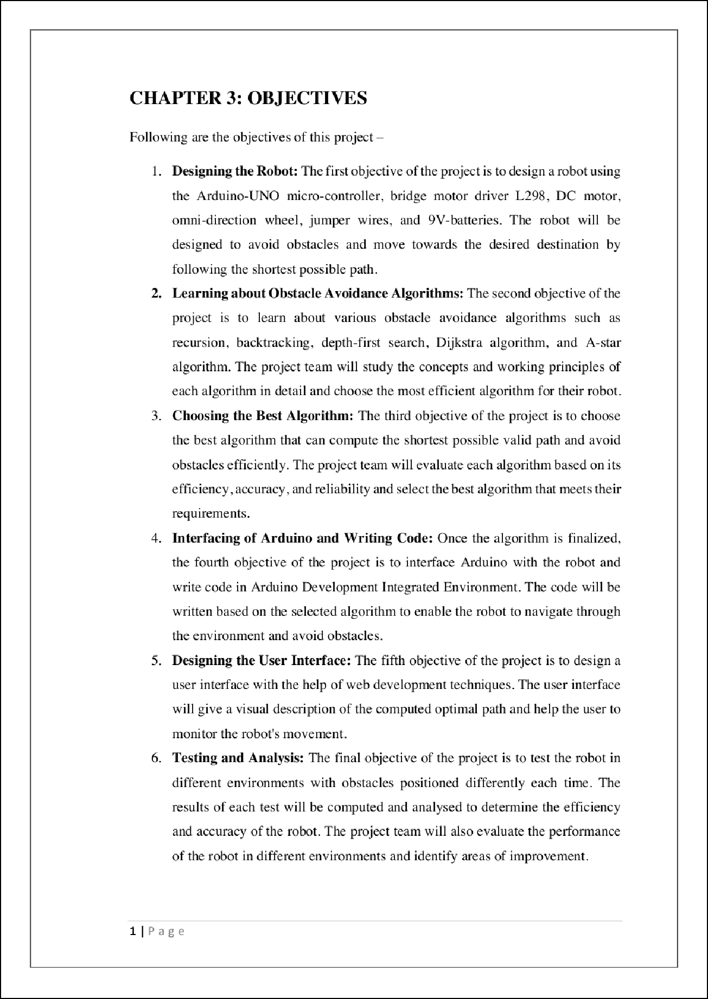 CHAPTER 3: OBJECTIVES
Following are the objectives of this project –
1. Designing the Robot: The first objective of the project is to design a robot using
the Arduino-UNO micro-controller, bridge motor driver L298, DC motor,
omni-direction wheel, jumper wires, and 9V-batteries. The robot will be
designed to avoid obstacles and move towards the desired destination by
following the shortest possible path.
2. Learning about Obstacle Avoidance Algorithms: The second objective of the
project is to learn about various obstacle avoidance algorithms such as
recursion, backtracking, depth-first search, Dijkstra algorithm, and A-star
algorithm. The project team will study the concepts and working principles of
each algorithm in detail and choose the most efficient algorithm for their robot.
3. Choosing the Best Algorithm: The third objective of the project is to choose
the best algorithm that can compute the shortest possible valid path and avoid
obstacles efficiently. The project team will evaluate each algorithm based on its
efficiency, accuracy, and reliability and select the best algorithm that meets their
requirements.
4. Interfacing of Arduino and Writing Code: Once the algorithm is finalized,
the fourth objective of the project is to interface Arduino with the robot and
write code in Arduino Development Integrated Environment. The code will be
written based on the selected algorithm to enable the robot to navigate through
the environment and avoid obstacles.
5. Designing the User Interface: The fifth objective of the project is to design a
user interface with the help of web development techniques. The user interface
will give a visual description of the computed optimal path and help the user to
monitor the robot's movement.
6. Testing and Analysis: The final objective of the project is to test the robot in
different environments with obstacles positioned differently each time. The
results of each test will be computed and analysed to determine the efficiency
and accuracy of the robot. The project team will also evaluate the performance
of the robot in different environments and identify areas of improvement.
1 | P a g e